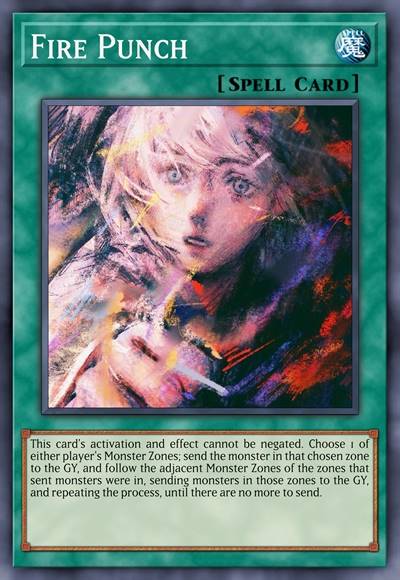 Fire Punch
魔
[Spell Card]
This card's activation and effect cannot be negated. Choose 1 of
either player's Monster Zones; send the monster in that chosen zone
to the GY, and follow the adjacent Monster Zones of the zones that
sent monsters were in, sending monsters in those zones to the GY,
and repeating the process, until there are no more to send.